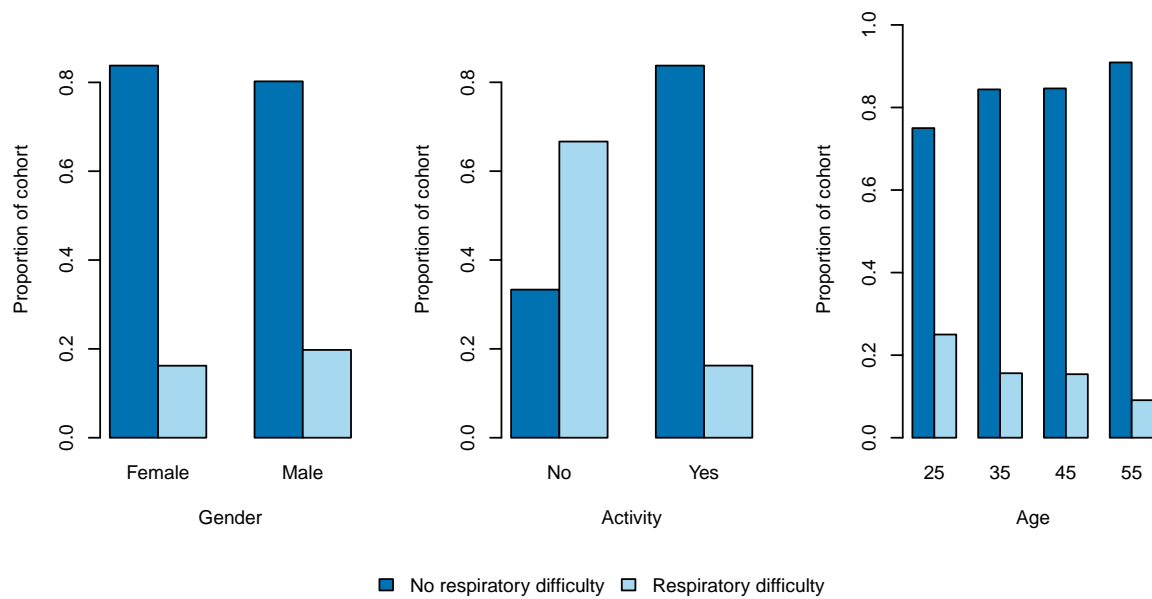 Proportion of cohort
0.0
0.2
0.4
0.6
0.8
Female Male
Gender
Proportion of cohort
0.0
0.2
0.4
0.6
0.8
No Yes
Activity
Proportion of cohort
0.0
0.2
0.4
0.6
0.8
1.0
25 35 45 55
Age
No respiratory difficulty Respiratory difficulty